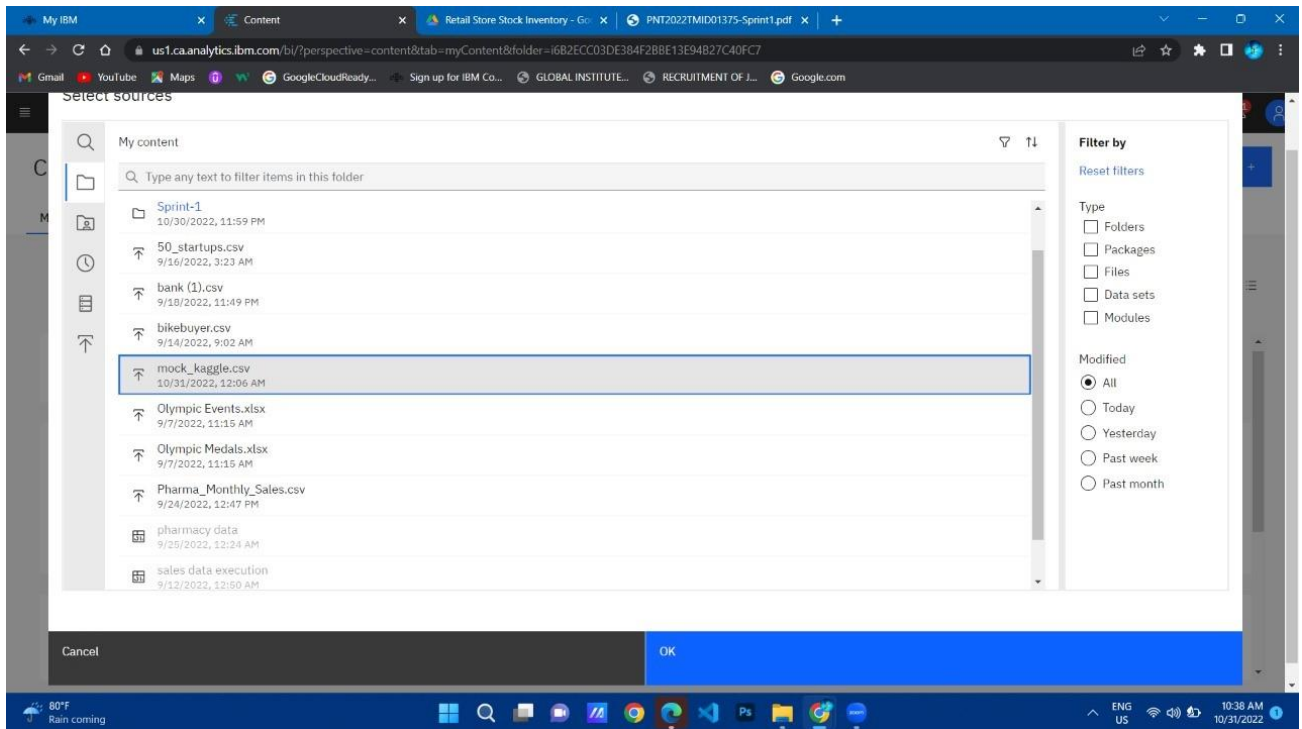 My IBM
Content
Retail Store Stock Inventory - Go
PNT2022TMID01375-Sprint1.pdf
us1.ca.analytics.ibm.com/bi/?perspective=content&tab=myContent&folder=i6B2ECC03DE384F2BBE13E94B27C40FC7
Gmail YouTube Maps GoogleCloudReady... Sign up for IBM Co... GLOBAL INSTITUTE... RECRUITMENT OF J... Google.com
Select sources
My content
Type any text to filter items in this folder
Sprint-1
10/30/2022, 11:59 PM
50_startups.csv
9/16/2022, 3:23 AM
bank (1).csv
9/18/2022, 11:49 PM
bikebuyer.csv
9/14/2022, 9:02 AM
mock_kaggle.csv
10/31/2022, 12:06 AM
Olympic Events.xlsx
9/7/2022, 11:15 AM
Olympic Medals.xlsx
9/7/2022, 11:15 AM
Pharma_Monthly_Sales.csv
9/24/2022, 12:47 PM
pharmacy data
9/25/2022, 12:24 AM
sales data execution
9/12/2022, 12:50 AM
Filter by
Reset filters
Type
Folders
Packages
Files
Data sets
Modules
Modified
All
Today
Yesterday
Past week
Past month
C
M
Cancel
OK
80°F
Rain coming
Ps
ENG
US
10:38 AM
10/31/2022
1